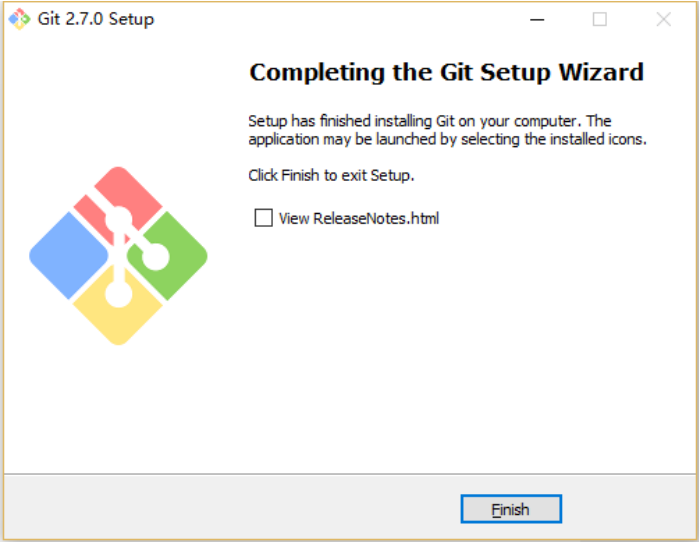 Git 2.7.0 Setup
Completing the Git Setup Wizard
Setup has finished installing Git on your computer. The
application may be launched by selecting the installed icons.
Click Finish to exit Setup.
View ReleaseNotes.html
Finish